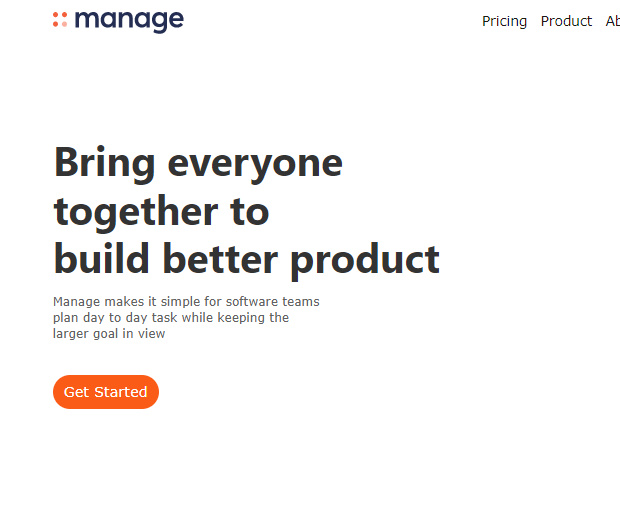 manage
Pricing Product Ab
Bring everyone
together to
build better product
Manage makes it simple for software teams
plan day to day task while keeping the
larger goal in view
Get Started